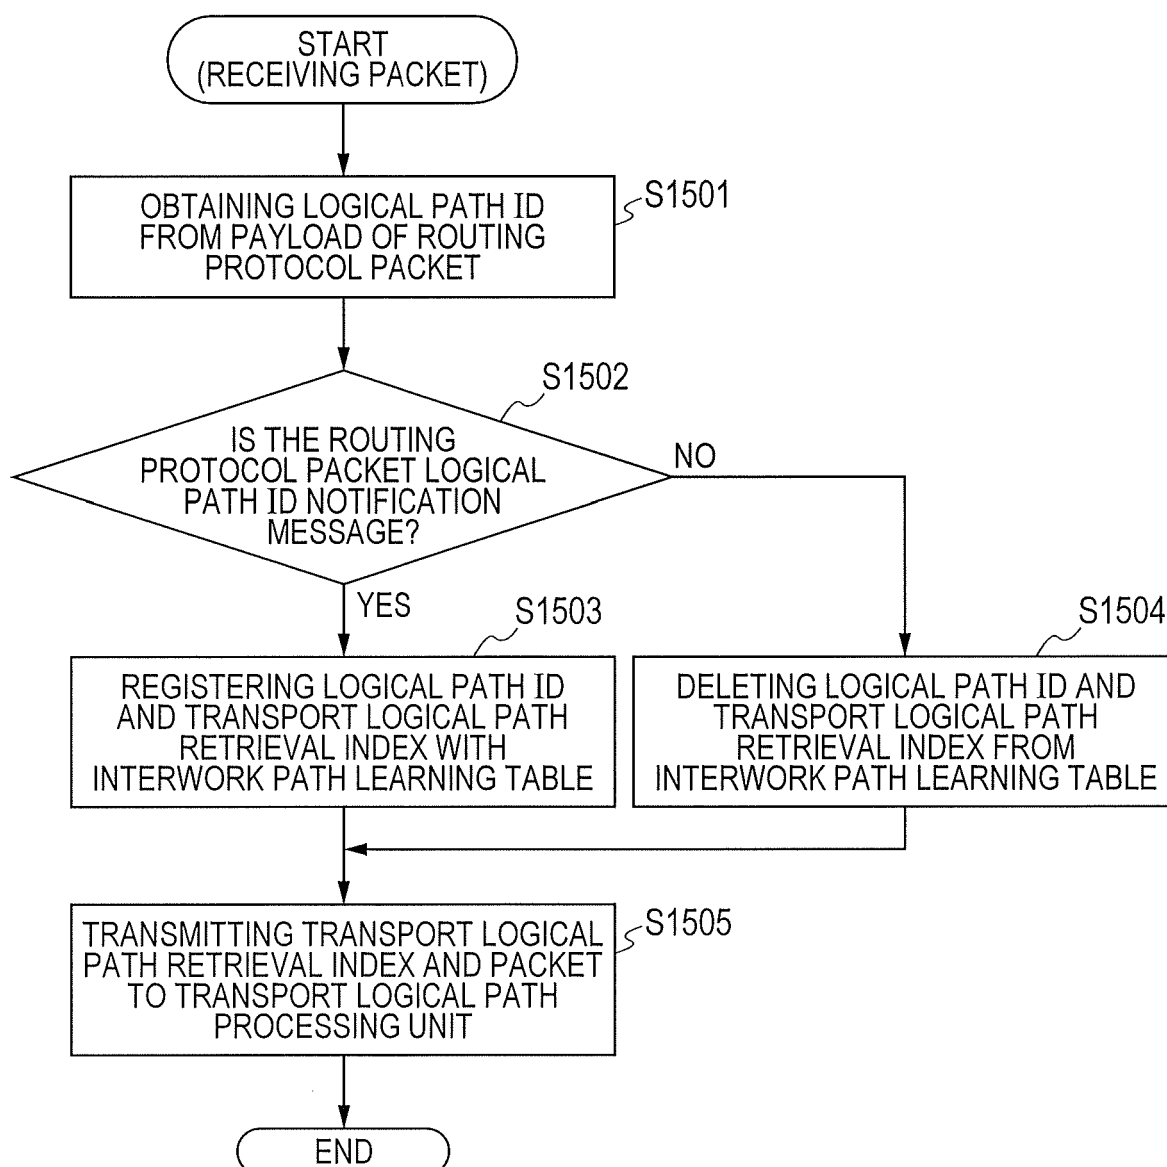 START
(RECEIVING PACKET)
S1501
OBTAINING LOGICAL PATH ID
FROM PAYLOAD OF ROUTING
PROTOCOL PACKET
S1502
IS THE ROUTING
PROTOCOL PACKET LOGICAL
PATH ID NOTIFICATION
MESSAGE?
NO
YES
S1503
REGISTERING LOGICAL PATH ID
AND TRANSPORT LOGICAL PATH
RETRIEVAL INDEX WITH
INTERWORK PATH LEARNING TABLE
S1504
DELETING LOGICAL PATH ID AND
TRANSPORT LOGICAL PATH
RETRIEVAL INDEX FROM
INTERWORK PATH LEARNING TABLE
S1505
TRANSMITTING TRANSPORT LOGICAL
PATH RETRIEVAL INDEX AND PACKET
TO TRANSPORT LOGICAL PATH
PROCESSING UNIT
END